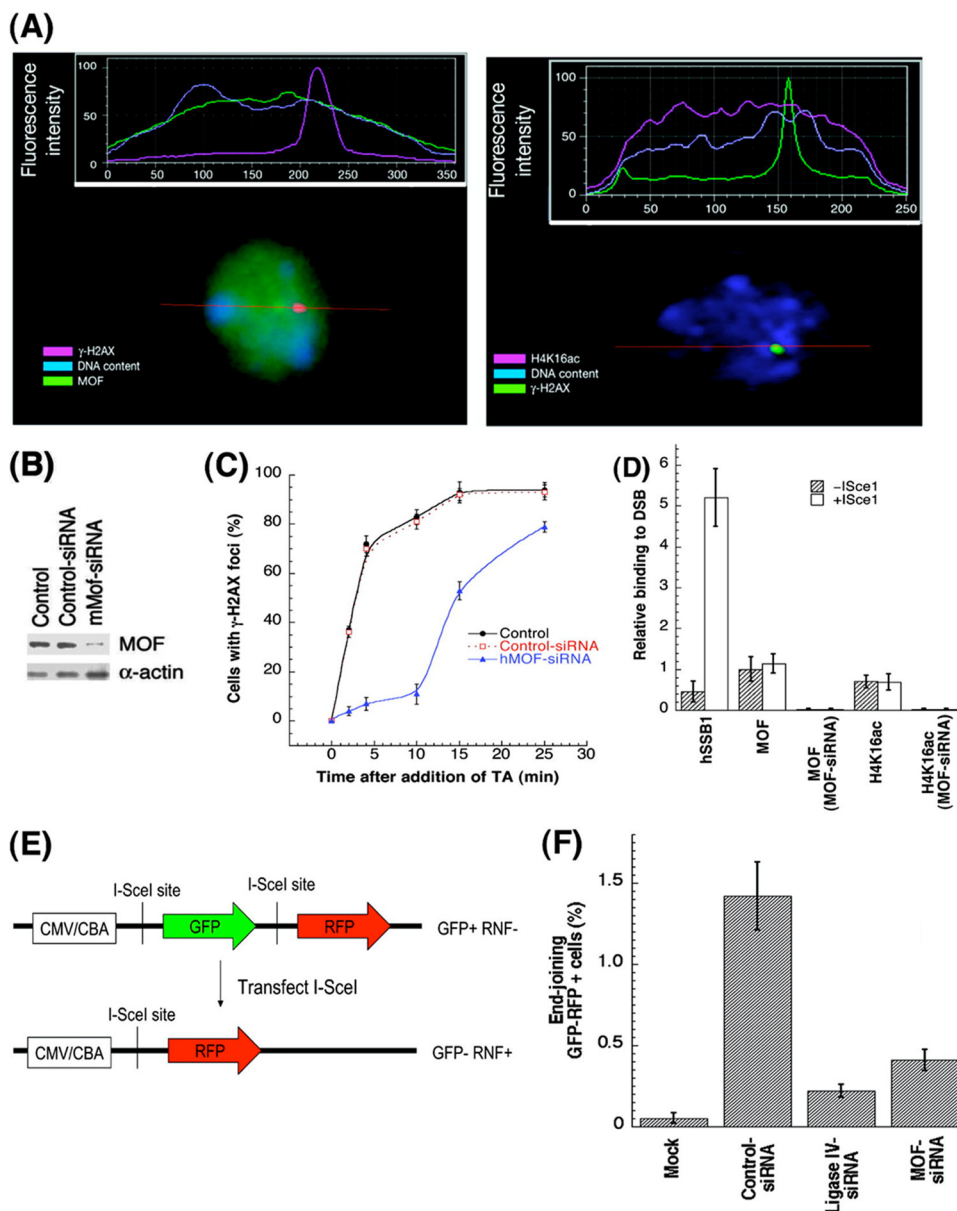 (A)
Fluorescence
intensity
100
50
0
0 50 100 150 200 250 300 350
γ-H2AX
DNA content
MOF
Fluorescence
intensity
100
50
0
0 50 100 150 200 250
H4K16ac
DNA content
γ-H2AX
(B)
Control
Control-siRNA
mMof-siRNA
MOF
α-actin
(C)
Cells with γ-H2AX foci (%)
100
80
60
40
20
0
Control
Control-siRNA
hMOF-siRNA
0 5 10 15 20 25 30
Time after addition of TA (min)
(D)
Relative binding to DSB
6
5
4
3
2
1
0
−ISce1
+ISce1
hSSB1
MOF
MOF
(MOF-siRNA)
H4K16ac
H4K16ac
(MOF-siRNA)
(E)
I-SceI site
I-SceI site
CMV/CBA
GFP
RFP
GFP+ RNF-
Transfect I-SceI
I-SceI site
CMV/CBA
RFP
GFP- RNF+
(F)
End-joining
GFP-RFP + cells (%)
1.5
1.0
0.5
0
Mock
Control-
siRNA
Ligase IV-
siRNA
MOF-
siRNA